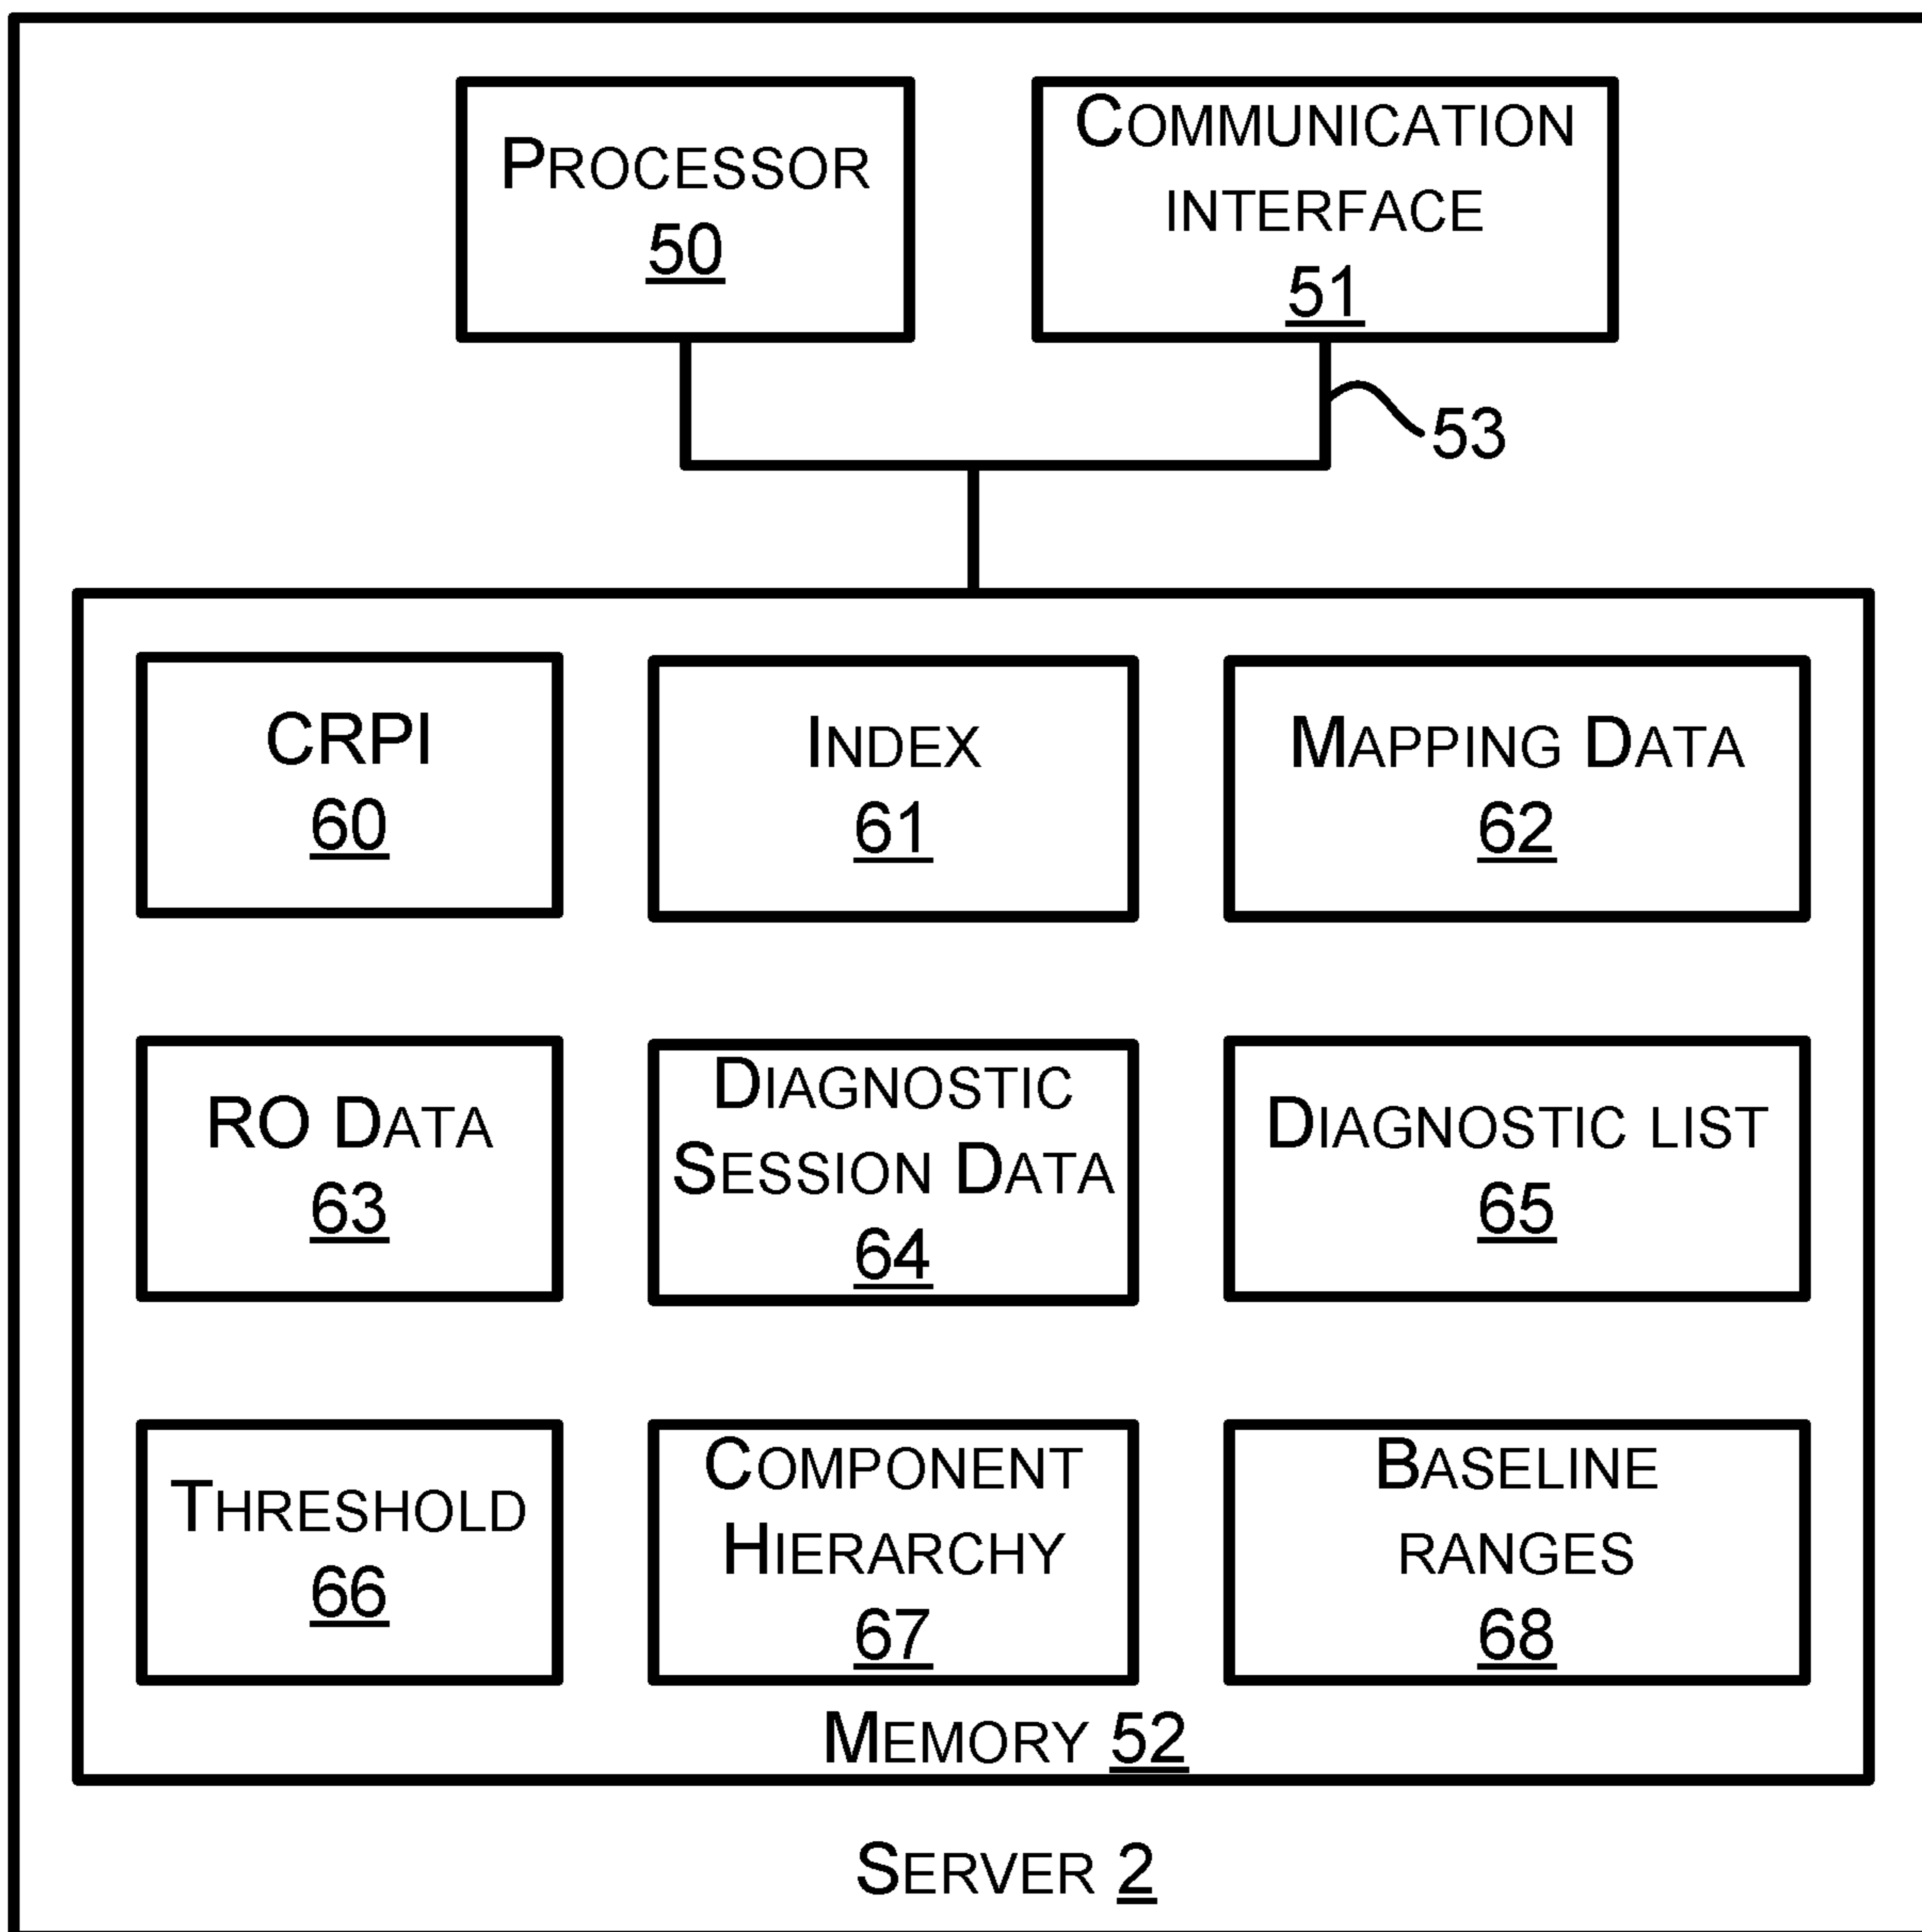 PROCESSOR
50
COMMUNICATION
INTERFACE
51
53
CRPI
60
INDEX
61
MAPPING DATA
62
RO DATA
63
DIAGNOSTIC
SESSION DATA
64
DIAGNOSTIC LIST
65
THRESHOLD
66
COMPONENT
HIERARCHY
67
BASELINE
RANGES
68
MEMORY 52
SERVER 2